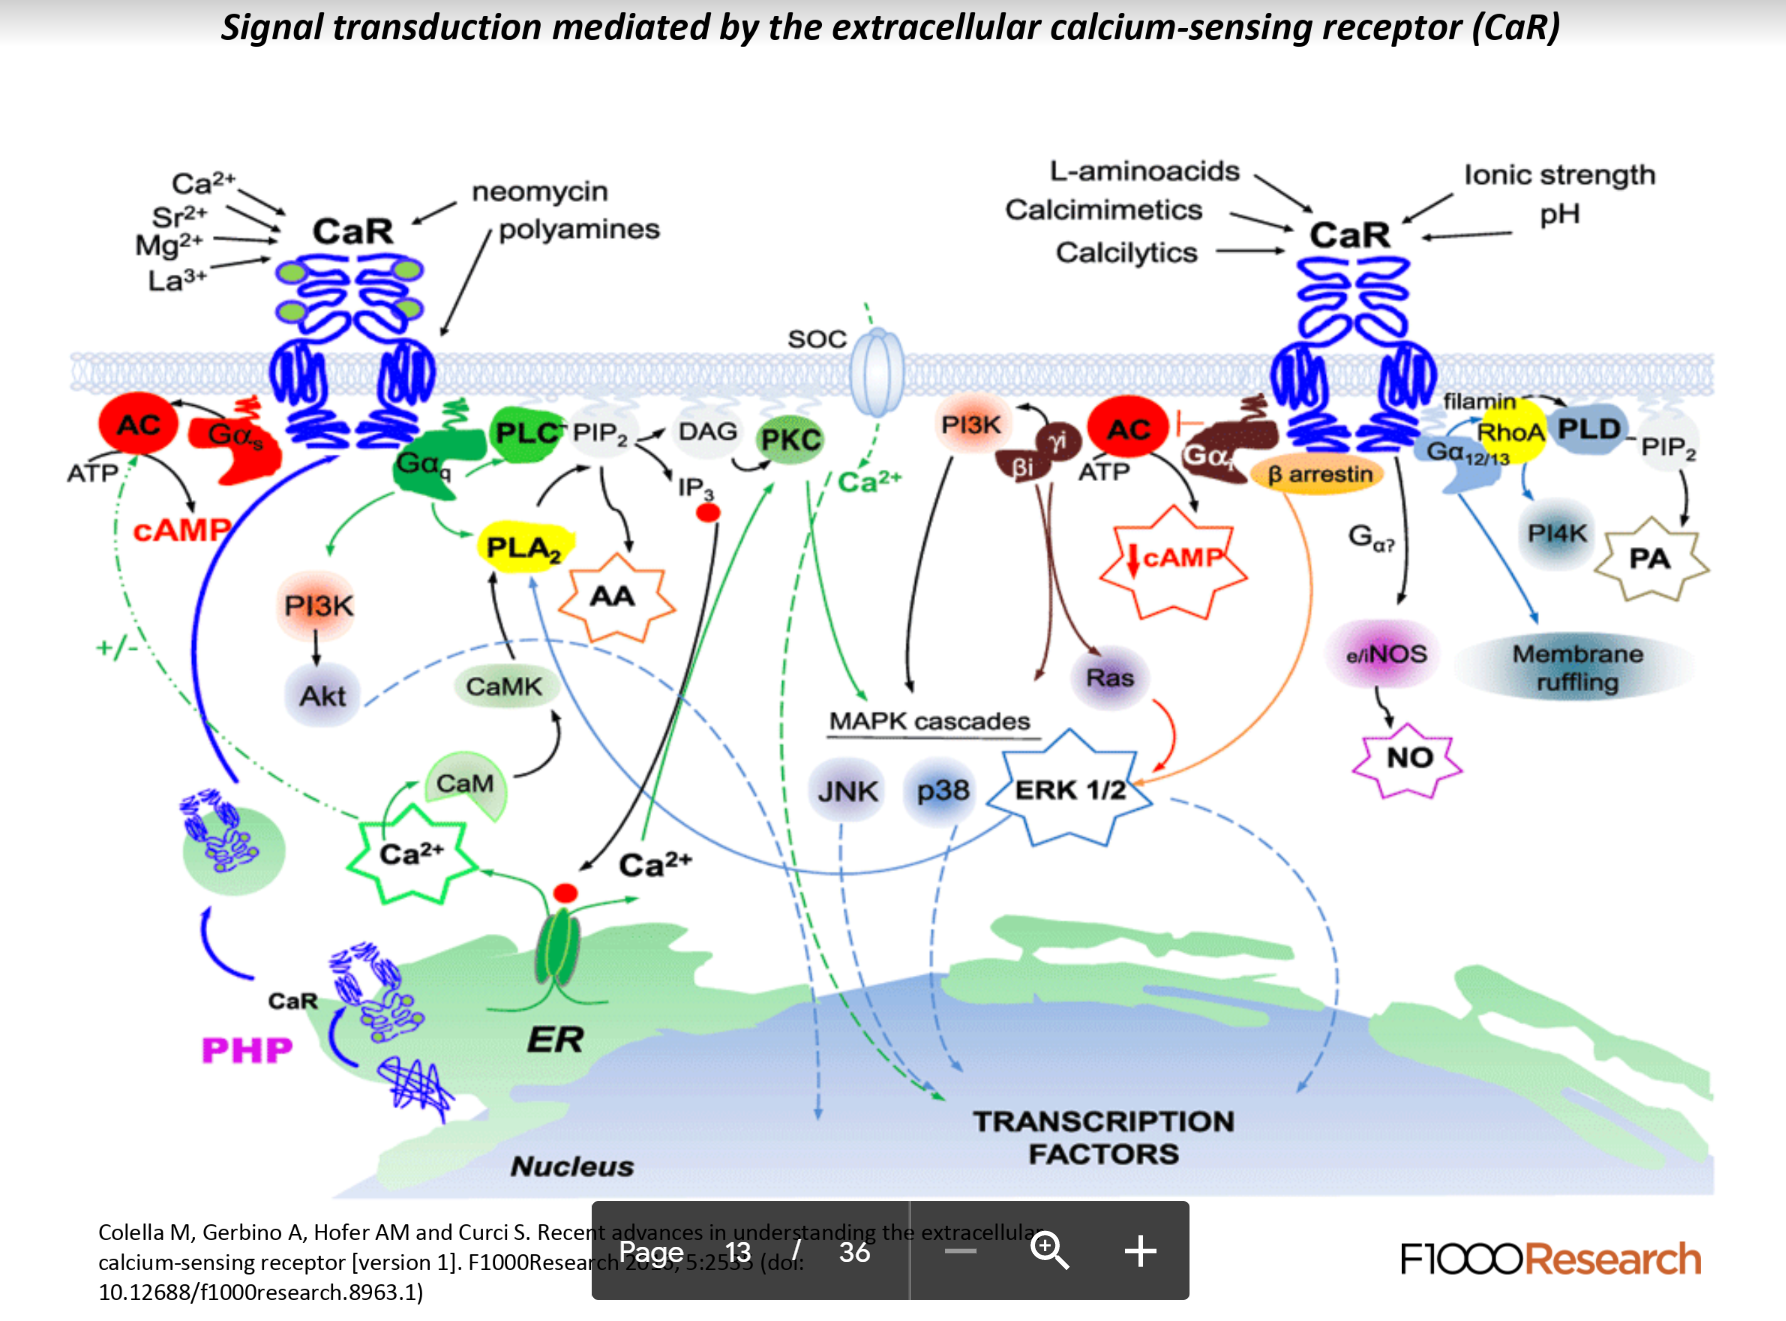 Signal transduction mediated by the extracellular calcium-sensing receptor (CaR)
Ca²⁺
Sr²⁺
Mg²⁺
La³⁺
CaR
neomycin
polyamines
L-aminoacids
Calcimimetics
Calcilytics
CaR
Ionic strength
pH
SOC
AC
Gαs
ATP
cAMP
Gαq
PLC
PIP₂
DAG
PKC
IP₃
Ca²⁺
PLA₂
AA
PI3K
Akt
CaMK
CaM
+/-
Ca²⁺
Ca²⁺
PI3K
γi
βi
AC
ATP
Gαi
β arrestin
cAMP
Gα?
filamin
RhoA
PLD
Gα12/13
PIP₂
PI4K
PA
Ras
MAPK cascades
JNK
p38
ERK 1/2
e/iNOS
NO
Membrane
ruffling
CaR
PHP
ER
Nucleus
TRANSCRIPTION
FACTORS
Colella M, Gerbino A, Hofer AM and Curci S. Recent advances in understanding the extracellular
calcium-sensing receptor [version 1]. F1000Research 5:2535 (doi:
10.12688/f1000research.8963.1)
Page 13 / 36
F1000Research